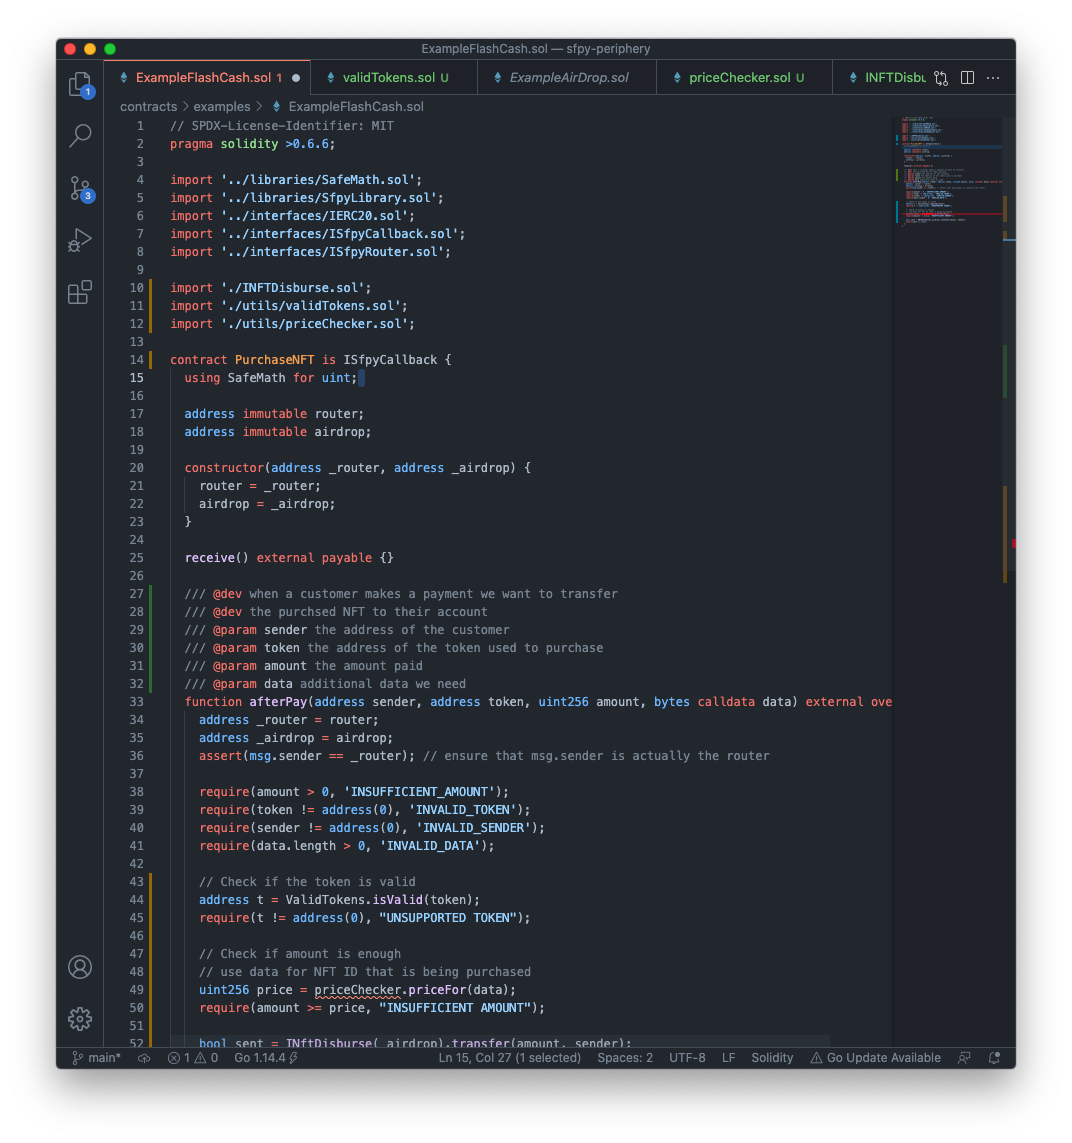 ExampleFlashCash.sol — sfpy-periphery
ExampleFlashCash.sol 1
validTokens.sol U
ExampleAirDrop.sol
priceChecker.sol U
INFTDisbu
contracts > examples > ExampleFlashCash.sol
1 // SPDX-License-Identifier: MIT
2 pragma solidity >0.6.6;
3
4 import '../libraries/SafeMath.sol';
5 import '../libraries/SfpyLibrary.sol';
6 import '../interfaces/IERC20.sol';
7 import '../interfaces/ISfpyCallback.sol';
8 import '../interfaces/ISfpyRouter.sol';
9
10 import './INFTDisburse.sol';
11 import './utils/validTokens.sol';
12 import './utils/priceChecker.sol';
13
14 contract PurchaseNFT is ISfpyCallback {
15 using SafeMath for uint;
16
17 address immutable router;
18 address immutable airdrop;
19
20 constructor(address _router, address _airdrop) {
21 router = _router;
22 airdrop = _airdrop;
23 }
24
25 receive() external payable {}
26
27 /// @dev when a customer makes a payment we want to transfer
28 /// @dev the purchsed NFT to their account
29 /// @param sender the address of the customer
30 /// @param token the address of the token used to purchase
31 /// @param amount the amount paid
32 /// @param data additional data we need
33 function afterPay(address sender, address token, uint256 amount, bytes calldata data) external ove
34 address _router = router;
35 address _airdrop = airdrop;
36 assert(msg.sender == _router); // ensure that msg.sender is actually the router
37
38 require(amount > 0, 'INSUFFICIENT_AMOUNT');
39 require(token != address(0), 'INVALID_TOKEN');
40 require(sender != address(0), 'INVALID_SENDER');
41 require(data.length > 0, 'INVALID_DATA');
42
43 // Check if the token is valid
44 address t = ValidTokens.isValid(token);
45 require(t != address(0), "UNSUPPORTED TOKEN");
46
47 // Check if amount is enough
48 // use data for NFT ID that is being purchased
49 uint256 price = priceChecker.priceFor(data);
50 require(amount >= price, "INSUFFICIENT AMOUNT");
51
52 bool sent = INftDisburse(_airdrop).transfer(amount, sender);
1
3
main*
1
0
Go 1.14.4
Ln 15, Col 27 (1 selected)
Spaces: 2
UTF-8
LF
Solidity
Go Update Available